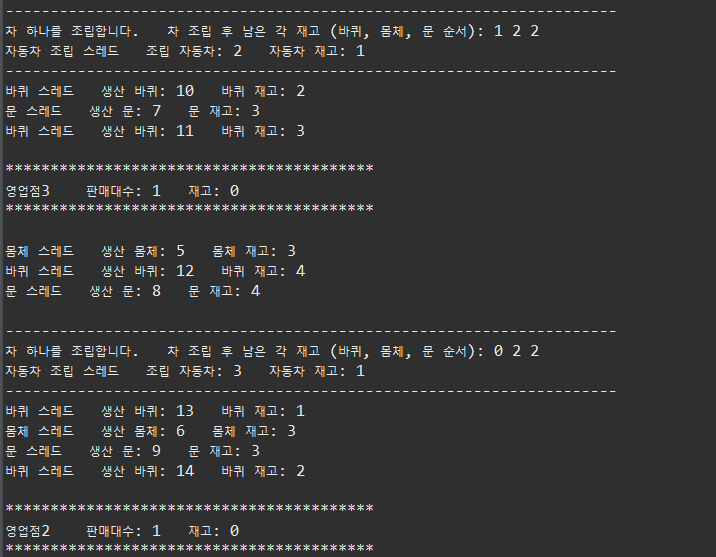 --------------------------------------------------------------------
차 하나를 조립합니다.   차 조립 후 남은 각 재고 (바퀴, 몸체, 문 순서): 1 2 2
자동차 조립 스레드   조립 자동차: 2   자동차 재고: 1
--------------------------------------------------------------------
바퀴 스레드   생산 바퀴: 10   바퀴 재고: 2
문 스레드   생산 문: 7   문 재고: 3
바퀴 스레드   생산 바퀴: 11   바퀴 재고: 3
*****************************************
영업점3    판매대수: 1   재고: 0
*****************************************
몸체 스레드   생산 몸체: 5   몸체 재고: 3
바퀴 스레드   생산 바퀴: 12   바퀴 재고: 4
문 스레드   생산 문: 8   문 재고: 4
--------------------------------------------------------------------
차 하나를 조립합니다.   차 조립 후 남은 각 재고 (바퀴, 몸체, 문 순서): 0 2 2
자동차 조립 스레드   조립 자동차: 3   자동차 재고: 1
--------------------------------------------------------------------
바퀴 스레드   생산 바퀴: 13   바퀴 재고: 1
몸체 스레드   생산 몸체: 6   몸체 재고: 3
문 스레드   생산 문: 9   문 재고: 3
바퀴 스레드   생산 바퀴: 14   바퀴 재고: 2
*****************************************
영업점2    판매대수: 1   재고: 0
*****************************************